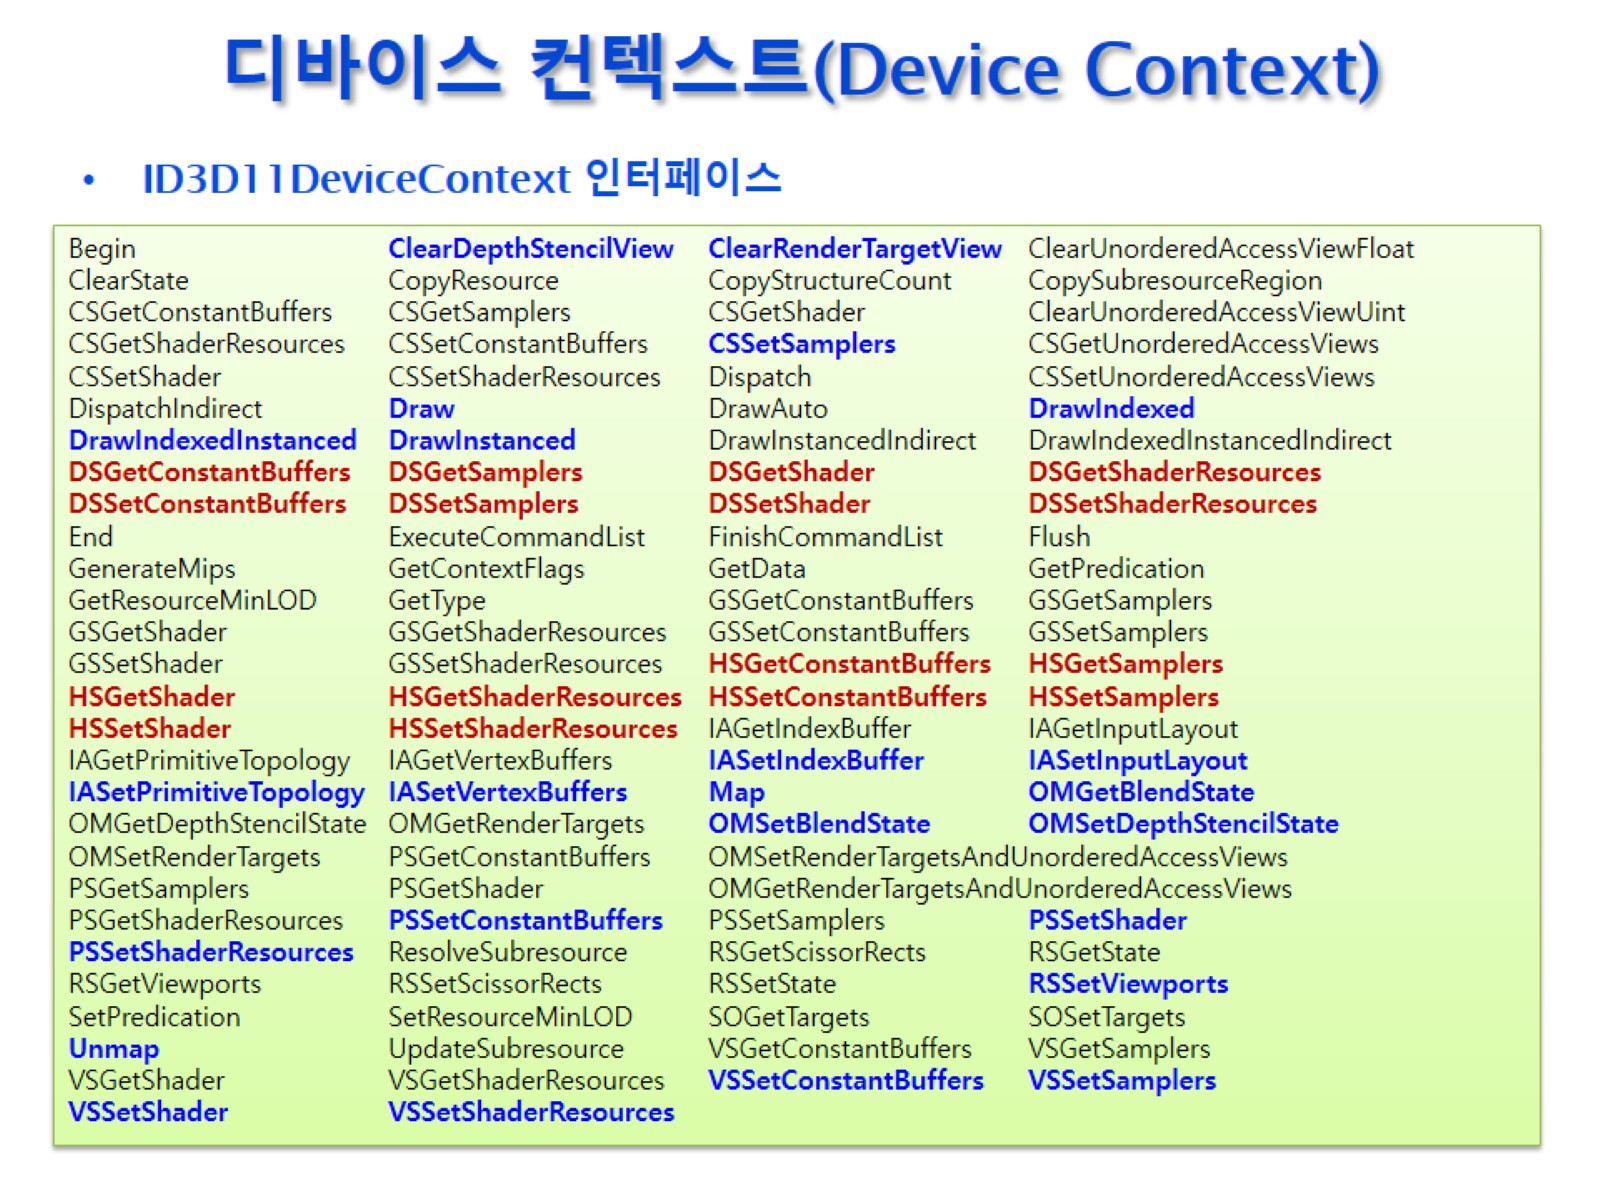 디바이스 컨텍스트(Device Context)
• ID3D11DeviceContext 인터페이스
Begin ClearDepthStencilView ClearRenderTargetView ClearUnorderedAccessViewFloat
ClearState CopyResource CopyStructureCount CopySubresourceRegion
CSGetConstantBuffers CSGetSamplers CSGetShader ClearUnorderedAccessViewUint
CSGetShaderResources CSSetConstantBuffers CSSetSamplers CSGetUnorderedAccessViews
CSSetShader CSSetShaderResources Dispatch CSSetUnorderedAccessViews
DispatchIndirect Draw DrawAuto DrawIndexed
DrawIndexedInstanced DrawInstanced DrawInstancedIndirect DrawIndexedInstancedIndirect
DSGetConstantBuffers DSGetSamplers DSGetShader DSGetShaderResources
DSSetConstantBuffers DSSetSamplers DSSetShader DSSetShaderResources
End ExecuteCommandList FinishCommandList Flush
GenerateMips GetContextFlags GetData GetPredication
GetResourceMinLOD GetType GSGetConstantBuffers GSGetSamplers
GSGetShader GSGetShaderResources GSSetConstantBuffers GSSetSamplers
GSSetShader GSSetShaderResources HSGetConstantBuffers HSGetSamplers
HSGetShader HSGetShaderResources HSSetConstantBuffers HSSetSamplers
HSSetShader HSSetShaderResources IAGetIndexBuffer IAGetInputLayout
IAGetPrimitiveTopology IAGetVertexBuffers IASetIndexBuffer IASetInputLayout
IASetPrimitiveTopology IASetVertexBuffers Map OMGetBlendState
OMGetDepthStencilState OMGetRenderTargets OMSetBlendState OMSetDepthStencilState
OMSetRenderTargets PSGetConstantBuffers OMSetRenderTargetsAndUnorderedAccessViews
PSGetSamplers PSGetShader OMGetRenderTargetsAndUnorderedAccessViews
PSGetShaderResources PSSetConstantBuffers PSSetSamplers PSSetShader
PSSetShaderResources ResolveSubresource RSGetScissorRects RSGetState
RSGetViewports RSSetScissorRects RSSetState RSSetViewports
SetPredication SetResourceMinLOD SOGetTargets SOSetTargets
Unmap UpdateSubresource VSGetConstantBuffers VSGetSamplers
VSGetShader VSGetShaderResources VSSetConstantBuffers VSSetSamplers
VSSetShader VSSetShaderResources